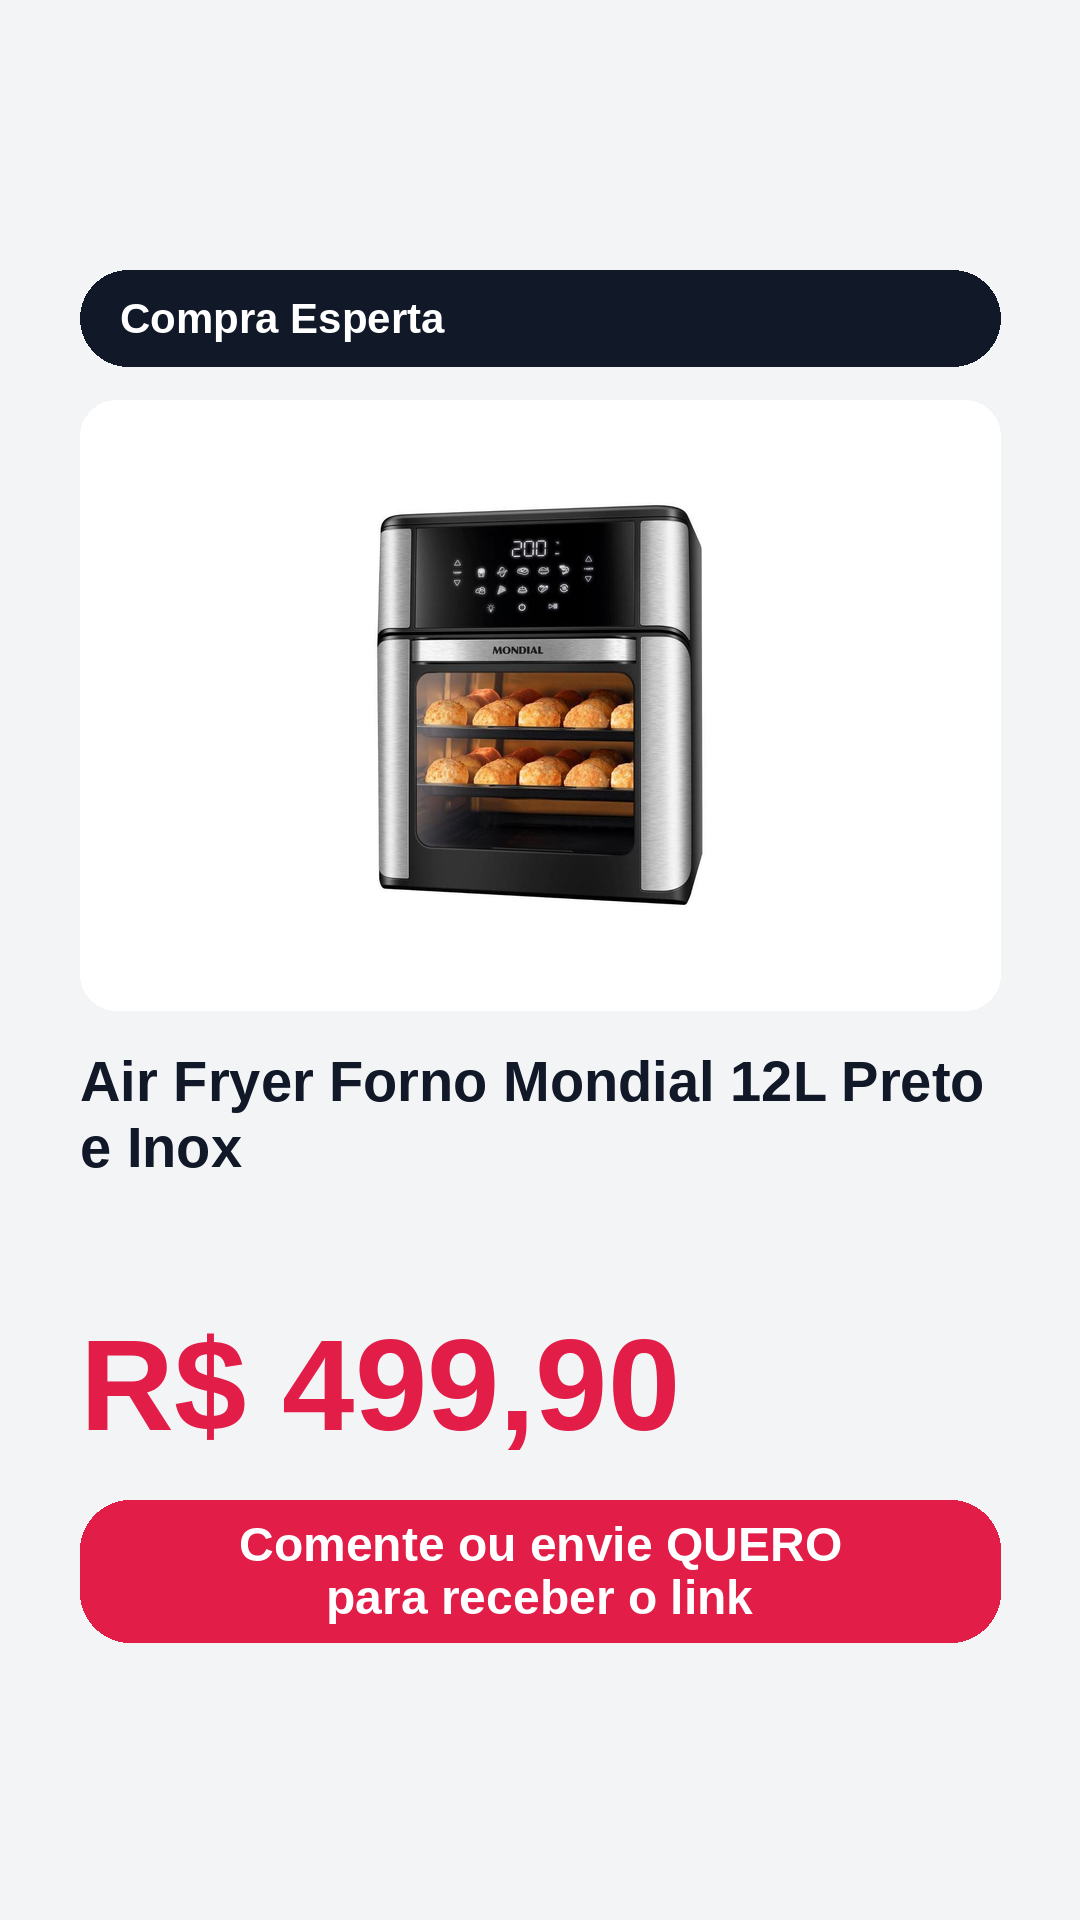 Compra Esperta
200
MONDIAL
Air Fryer Forno Mondial 12L Preto
e Inox
R$ 499,90
Comente ou envie QUERO
para receber o link